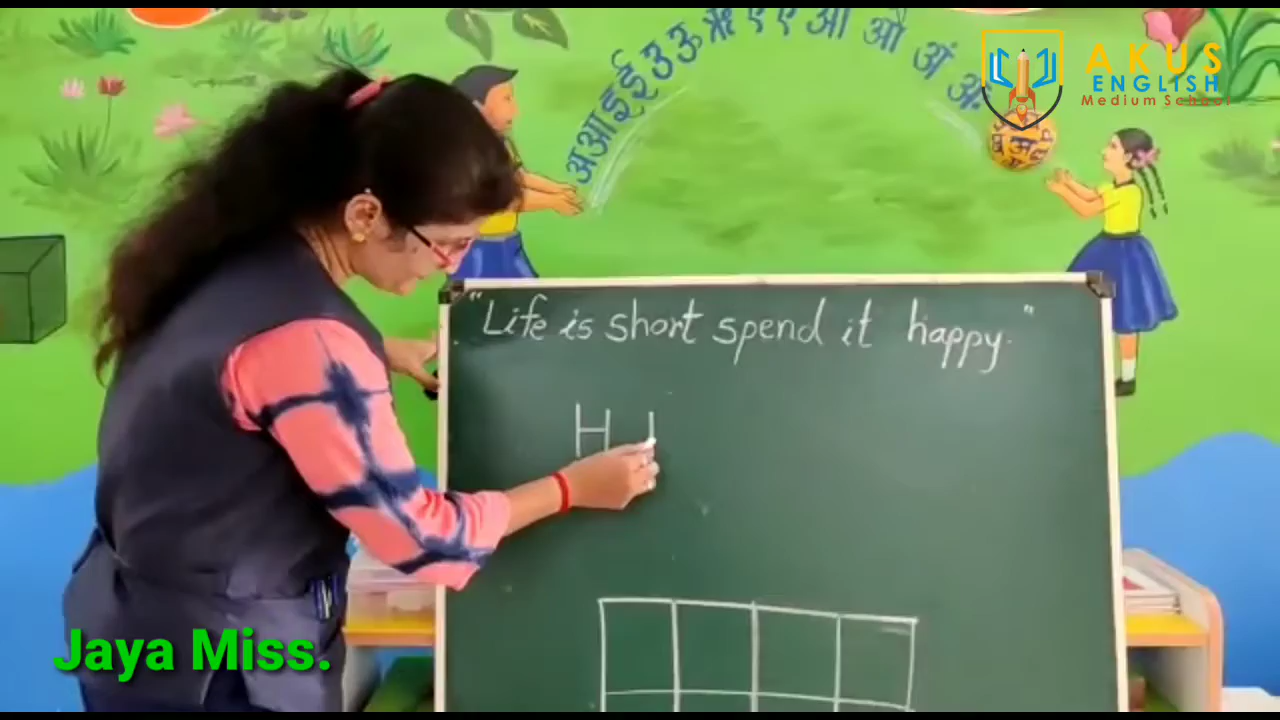 अ आ इ ई उ ऊ ऋ ए ऐ ओ औ अं अः
AKUS
ENGLISH
Medium School
"Life is short spend it happy."
H I
Jaya Miss.